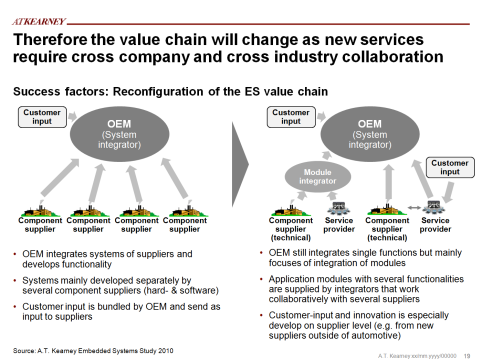 ATKEARNEY
Therefore the value chain will change as new services
require cross company and cross industry collaboration
Success factors: Reconfiguration of the ES value chain
Customer
input
OEM
(System
integrator)
Component
supplier
Component
supplier
Component
supplier
Component
supplier
• OEM integrates systems of suppliers and
develops functionality
• Systems mainly developed separately by
several component suppliers (hard- & software)
• Customer input is bundled by OEM and send as
input to suppliers
Customer
input
OEM
(System
integrator)
Customer
input
Module
integrator
Component
supplier
(technical)
Service
provider
Component
supplier
(technical)
Service
provider
• OEM still integrates single functions but mainly
focuses of integration of modules
• Application modules with several functionalities
are supplied by integrators that work
collaboratively with several suppliers
• Customer-input and innovation is especially
develop on supplier level (e.g. from new
suppliers outside of automotive)
Source: A.T. Kearney Embedded Systems Study 2010
A.T. Kearney xx/mm.yyyy/00000 19